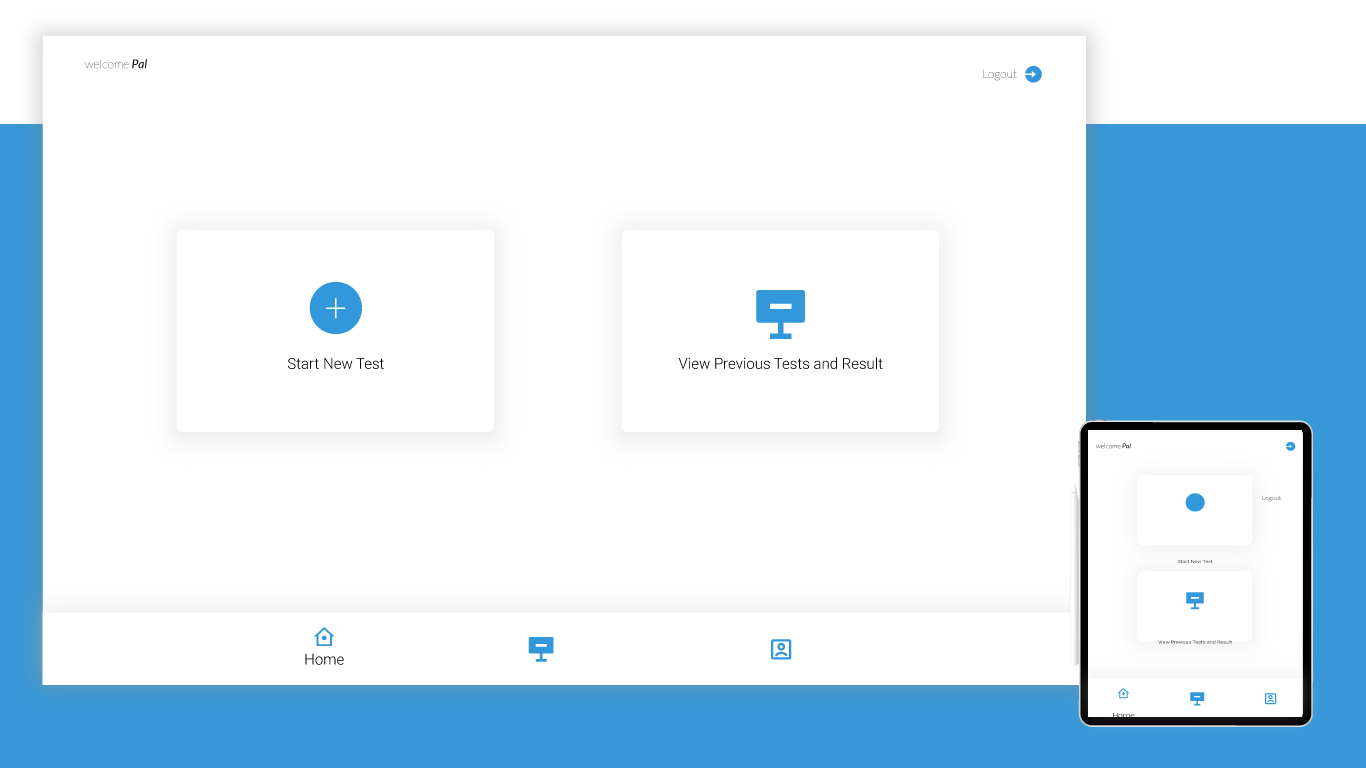 welcome Pal
Logout
Start New Test
View Previous Tests and Result
Home
welcome Pal
Logout
Start New Test
View Previous Tests and Result
Home